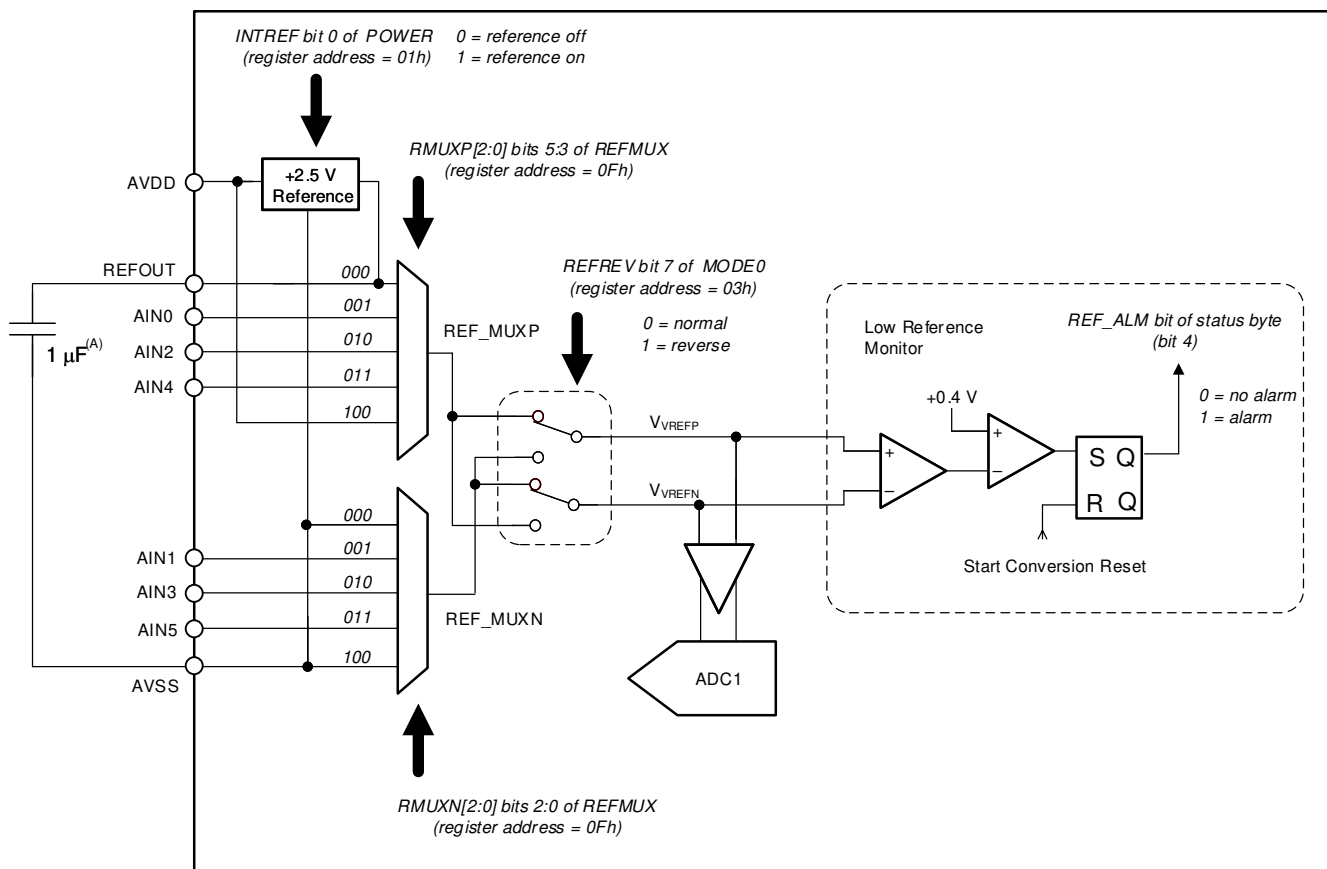 INTREF bit 0 of POWER 0 = reference off
(register address = 01h) 1 = reference on
RMUXP[2:0] bits 5:3 of REFMUX
(register address = 0Fh)
AVDD
+2.5 V
Reference
REFOUT
000
AIN0
001
AIN2
010
AIN4
011
100
1 μF(A)
REF_MUXP
REFREV bit 7 of MODE0
(register address = 03h)
0 = normal
1 = reverse
VVREFP
VVREFN
Low Reference
Monitor
REF_ALM bit of status byte
(bit 4)
0 = no alarm
1 = alarm
+0.4 V
+
−
+
−
S Q
R Q
Start Conversion Reset
000
AIN1
001
AIN3
010
AIN5
011
AVSS
100
REF_MUXN
ADC1
RMUXN[2:0] bits 2:0 of REFMUX
(register address = 0Fh)